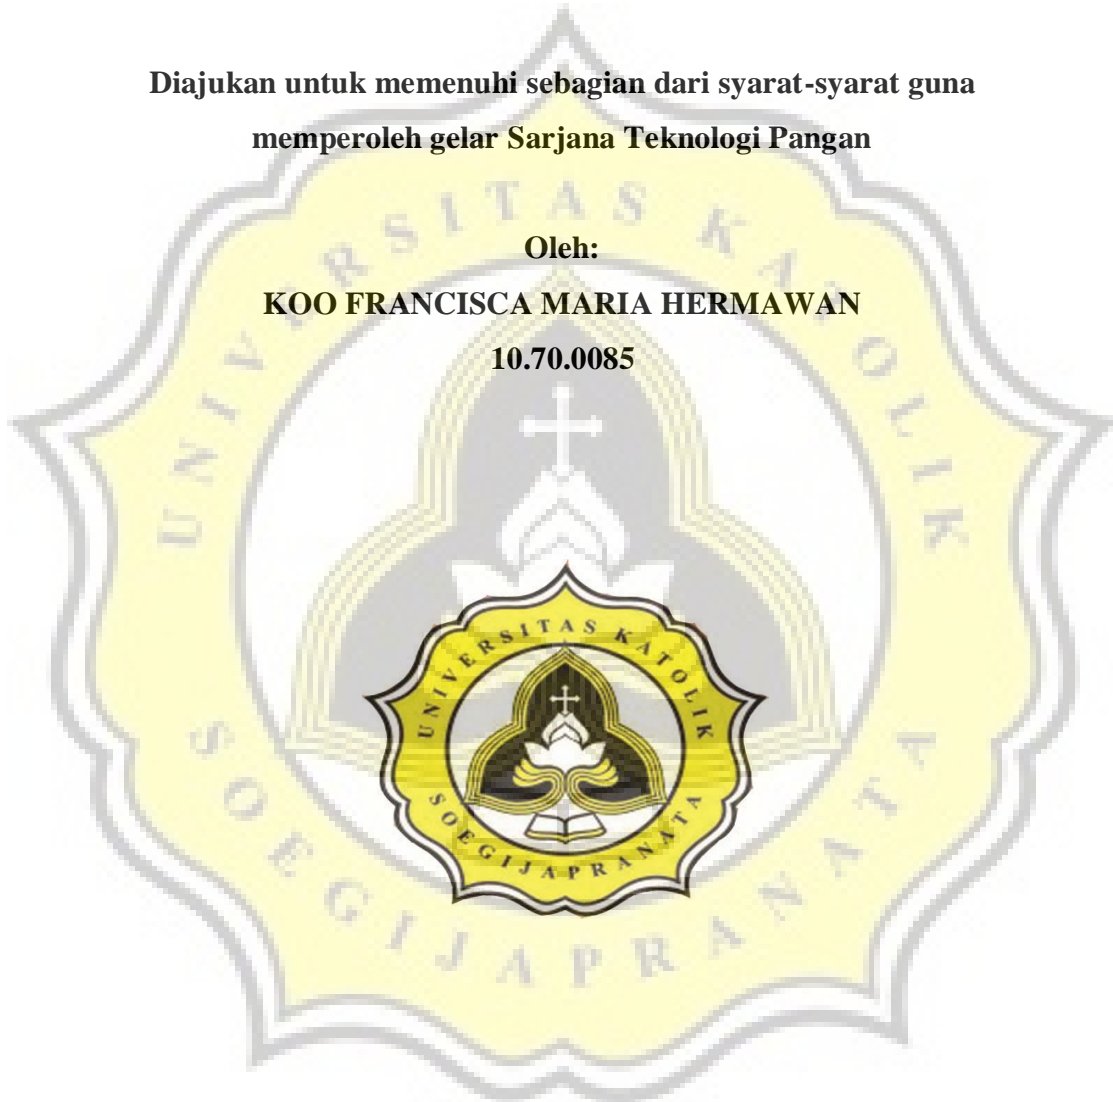 Diajukan untuk memenuhi sebagian dari syarat-syarat guna
memperoleh gelar Sarjana Teknologi Pangan
Oleh:
KOO FRANCISCA MARIA HERMAWAN
10.70.0085
UNIVERSITAS KATOLIK
SOEGIJAPRANATA
UNIVERSITAS KATOLIK
SOEGIJAPRANATA